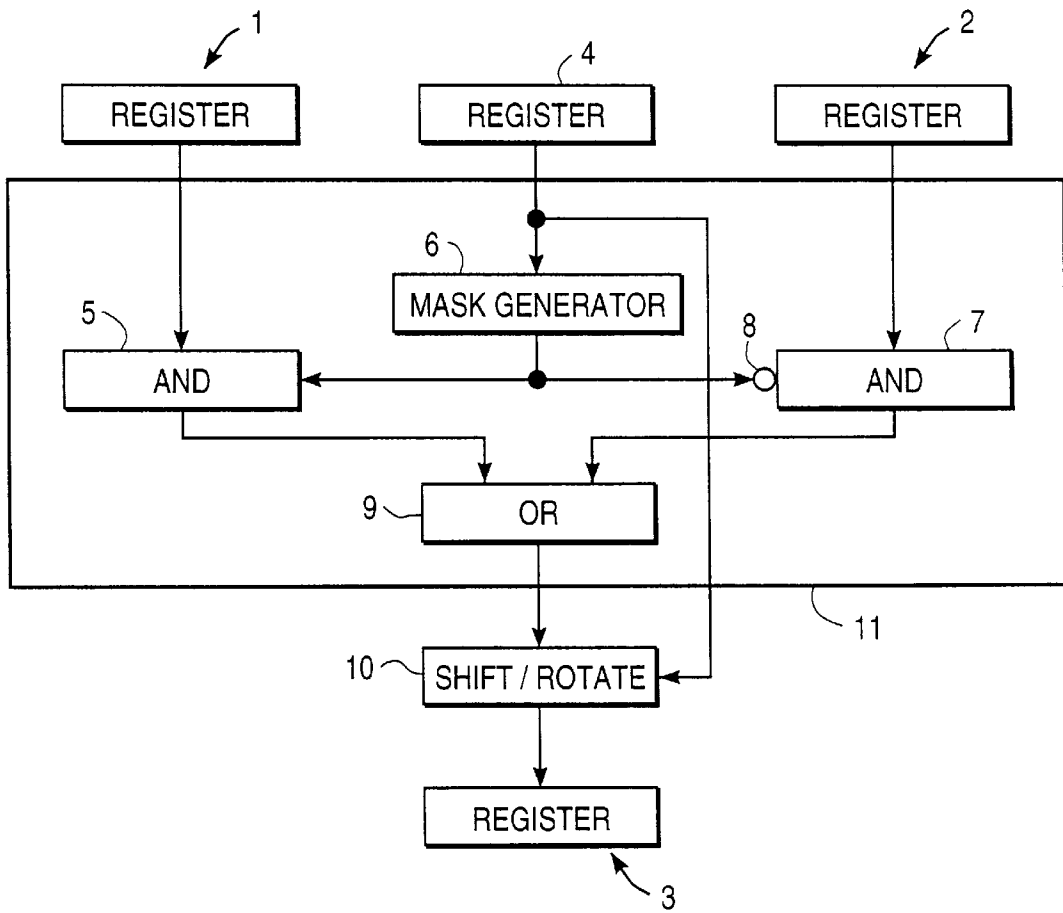 1
4
2
REGISTER
REGISTER
REGISTER
6
MASK GENERATOR
5
8
7
AND
AND
9
OR
11
10
SHIFT / ROTATE
REGISTER
3